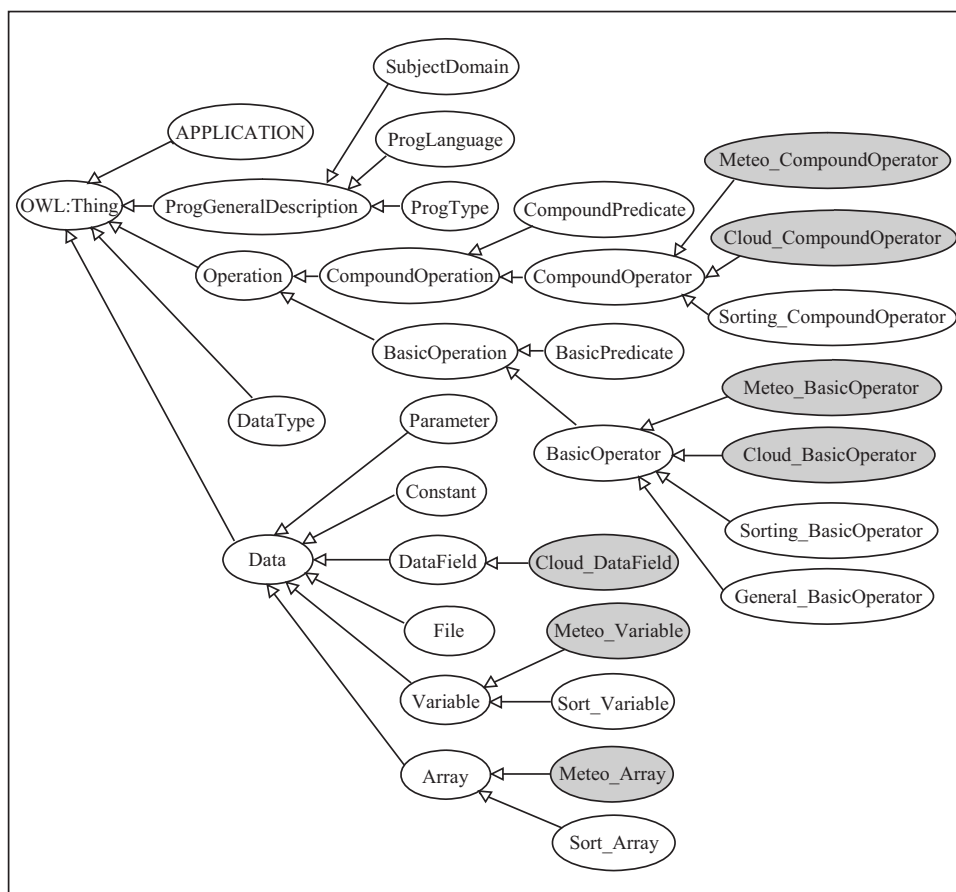 SubjectDomain
APPLICATION
ProgLanguage
Meteo_CompoundOperator
OWL:Thing
ProgGeneralDescription
ProgType
CompoundPredicate
Cloud_CompoundOperator
Operation
CompoundOperation
CompoundOperator
Sorting_CompoundOperator
BasicOperation
BasicPredicate
Meteo_BasicOperator
DataType
Parameter
BasicOperator
Cloud_BasicOperator
Constant
Sorting_BasicOperator
Data
DataField
Cloud_DataField
General_BasicOperator
File
Meteo_Variable
Variable
Sort_Variable
Array
Meteo_Array
Sort_Array